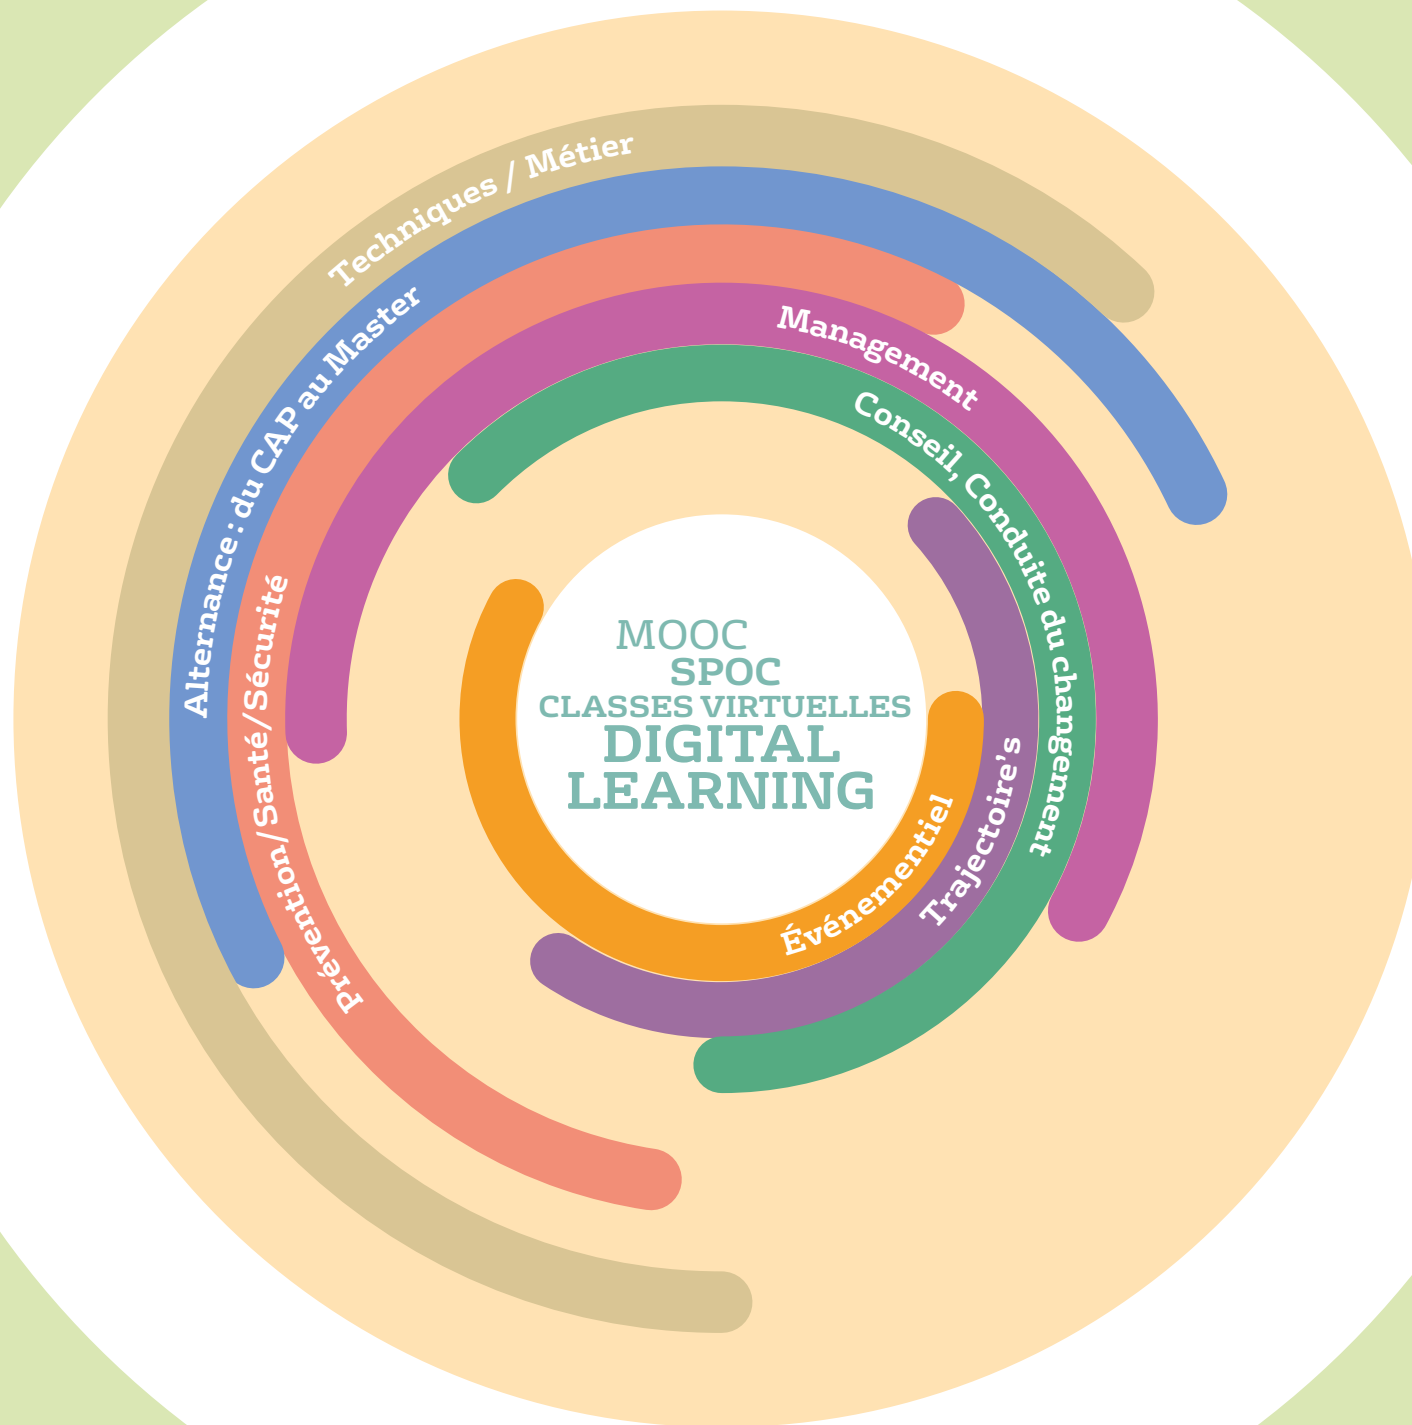 Techniques / Métier
Alternance : du CAP au Master
Prévention/Santé/Sécurité
Management
Conseil, Conduite du changement
Trajectoire's
Événementiel
MOOC
SPOC
CLASSES VIRTUELLES
DIGITAL
LEARNING